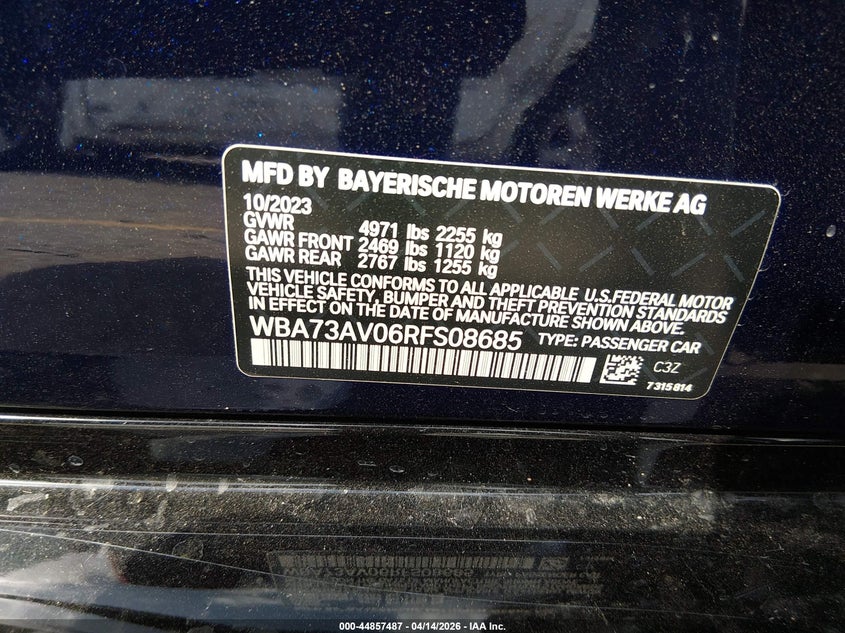 MFD BY BAYERISCHE MOTOREN WERKE AG
10/2023
GVWR 4971 lbs 2255 kg
GAWR FRONT 2469 lbs 1120 kg
GAWR REAR 2767 lbs 1255 kg
THIS VEHICLE CONFORMS TO ALL APPLICABLE U.S.FEDERAL MOTOR
VEHICLE SAFETY, BUMPER AND THEFT PREVENTION STANDARDS
IN EFFECT ON THE DATE OF MANUFACTURE SHOWN ABOVE.
WBA73AV06RFS08685 TYPE: PASSENGER CAR
C3Z
7315814
000-44857487 - 04/14/2026 - IAA Inc.